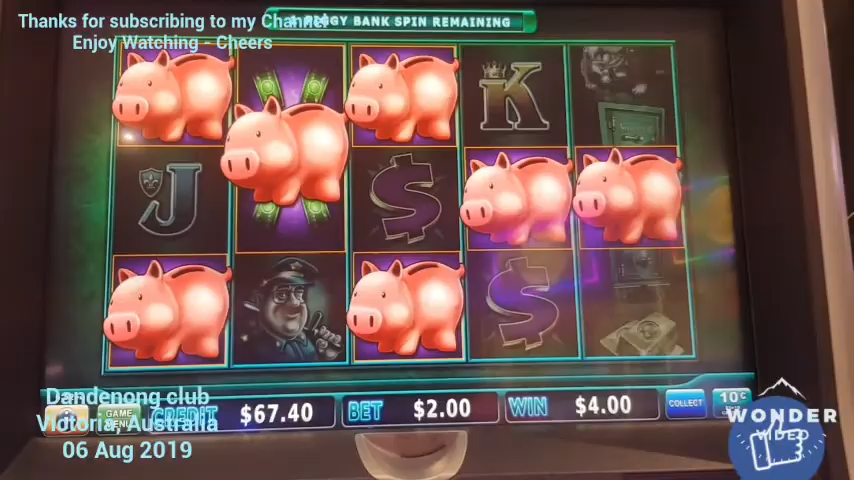 Thanks for subscribing to my Channel
Enjoy Watching - Cheers
PIGGY BANK SPIN REMAINING
K
J
$
$
Dandenong club
Victoria, Australia
06 Aug 2019
GAME
MENU
CREDIT $67.40
BET $2.00
WIN $4.00
COLLECT
10¢
WONDER
VIDEO